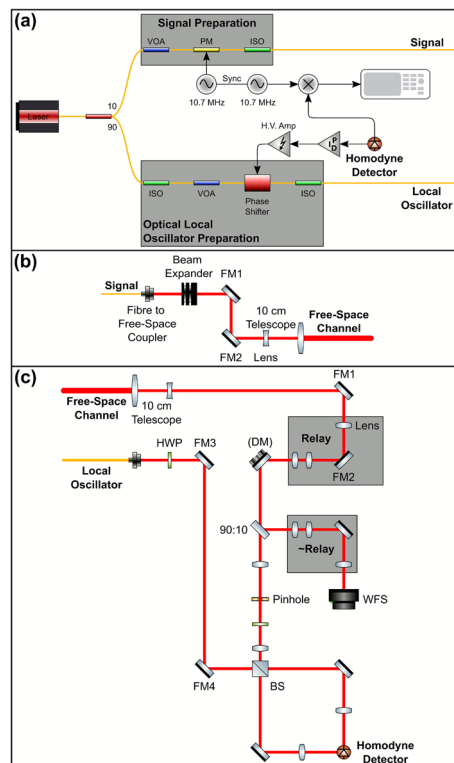 (a)
Signal Preparation
VOA
PM
ISO
Signal
10
Sync
Laser
10.7 MHz
10.7 MHz
90
H.V. Amp
P
I
D
Homodyne
Detector
ISO
VOA
Phase
Shifter
ISO
Local
Oscillator
Optical Local
Oscillator Preparation
(b)
Beam
Expander
FM1
Signal
10 cm
Telescope
Free-Space
Channel
Fibre to
Free-Space
Coupler
FM2
Lens
(c)
FM1
Free-Space
Channel
10 cm
Telescope
Lens
Relay
(DM)
HWP
FM3
Local
Oscillator
FM2
90:10
~Relay
Pinhole
WFS
FM4
BS
Homodyne
Detector